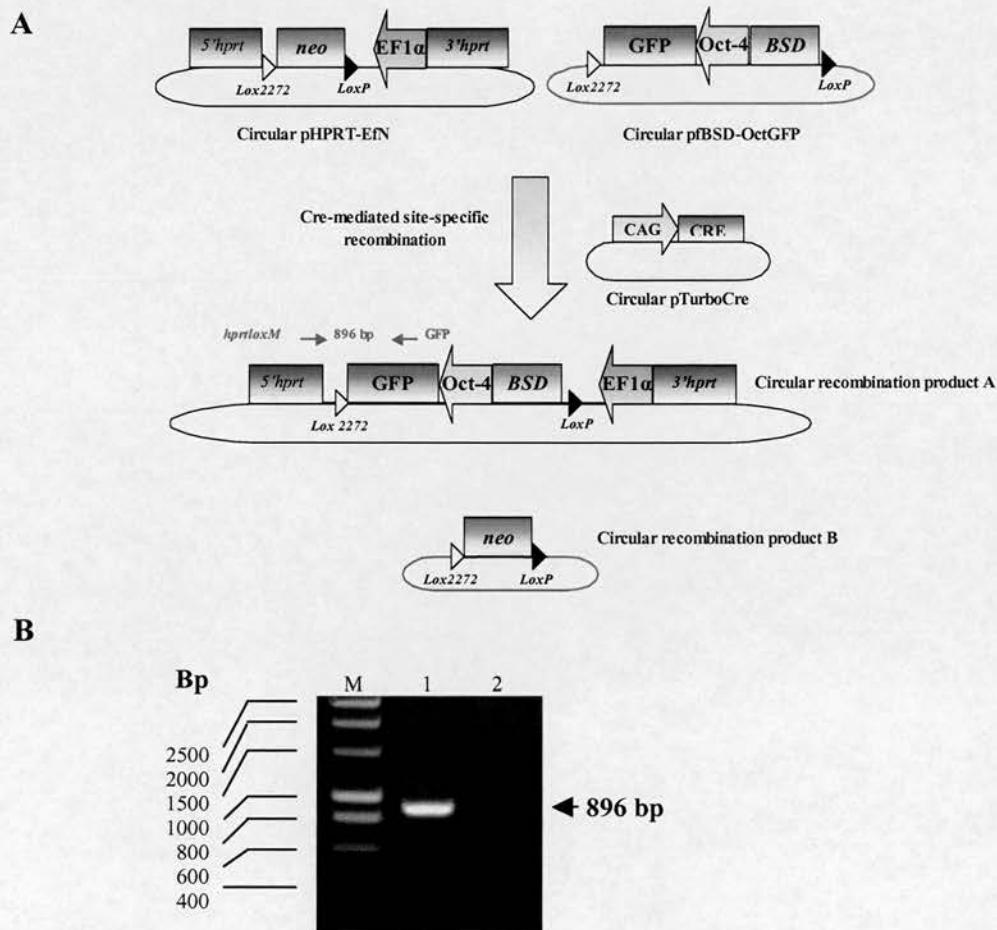 A
5'hprt neo EF1α 3'hprt
Lox2272 LoxP
Circular pHPRT-EfN
GFP Oct-4 BSD
Lox2272 LoxP
Circular pfBSD-OctGFP
Cre-mediated site-specific
recombination
CAG CRE
Circular pTurboCre
hprtloxM 896 bp GFP
5'hprt GFP Oct-4 BSD EF1α 3'hprt
Circular recombination product A
Lox 2272 LoxP
neo
Circular recombination product B
Lox2272 LoxP
B
Bp M 1 2
2500
2000
1500
1000
800
600
400
896 bp